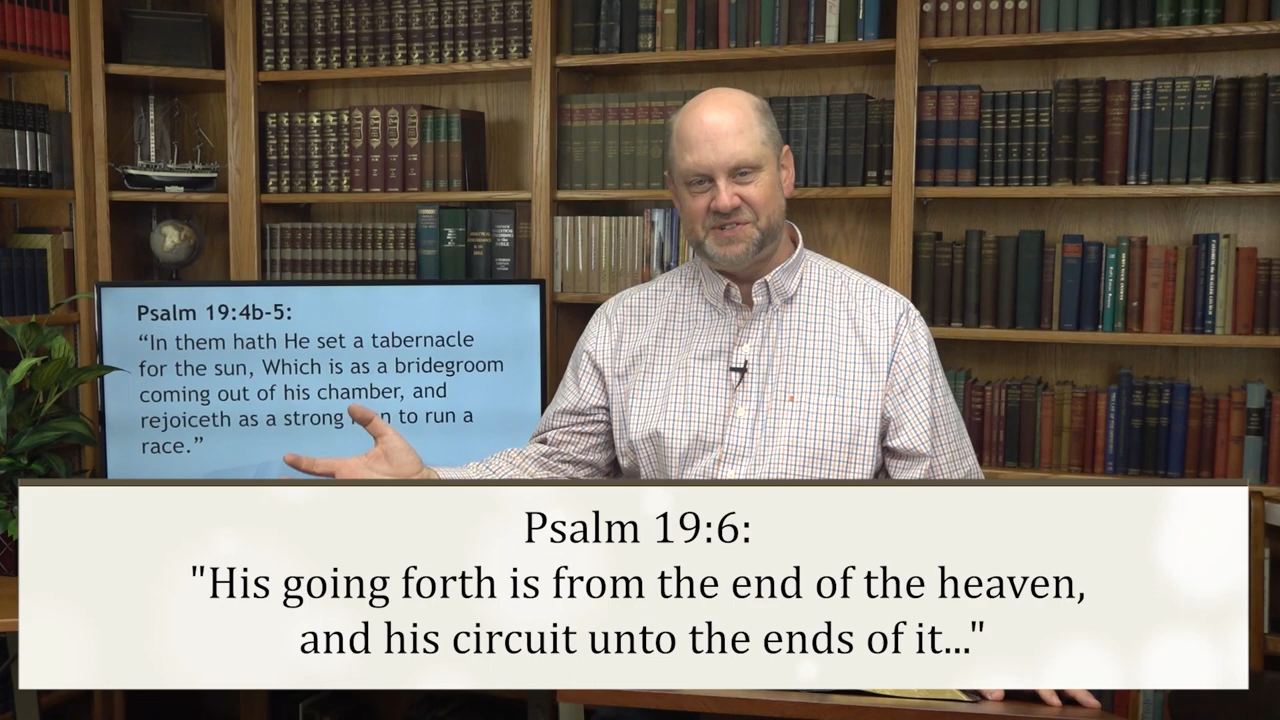 Psalm 19:4b-5:
“In them hath He set a tabernacle
for the sun, Which is as a bridegroom
coming out of his chamber, and
rejoiceth as a strong to run a
race.”
Psalm 19:6:
"His going forth is from the end of the heaven,
and his circuit unto the ends of it..."